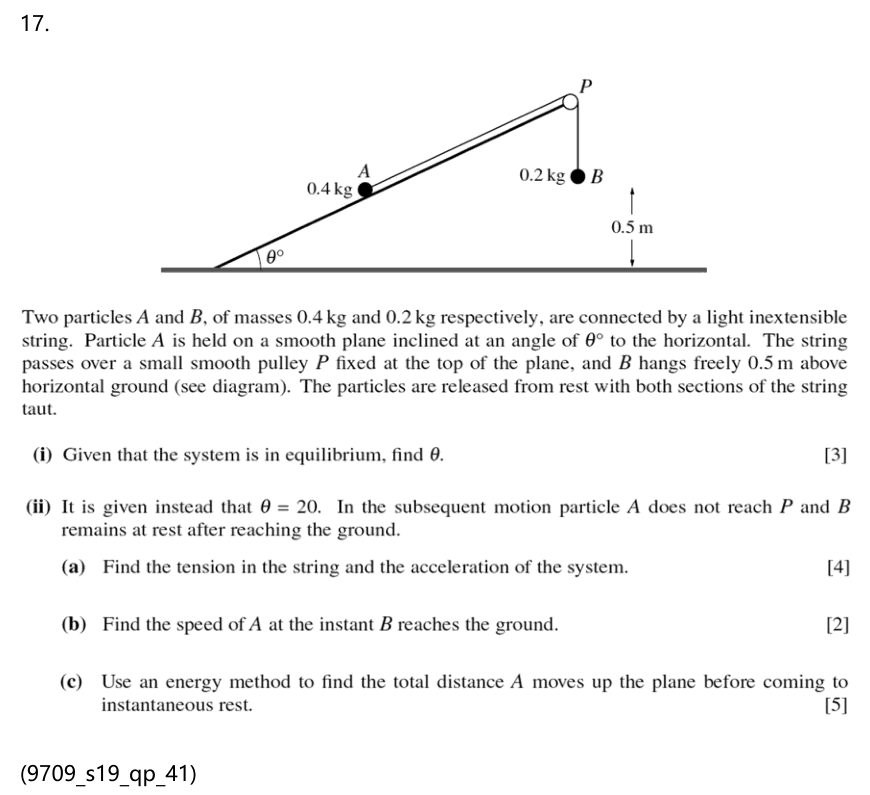 17.
P
A
0.4 kg
0.2 kg
B
0.5 m
θ°
Two particles A and B, of masses 0.4 kg and 0.2 kg respectively, are connected by a light inextensible
string. Particle A is held on a smooth plane inclined at an angle of θ° to the horizontal. The string
passes over a small smooth pulley P fixed at the top of the plane, and B hangs freely 0.5 m above
horizontal ground (see diagram). The particles are released from rest with both sections of the string
taut.
(i) Given that the system is in equilibrium, find θ. [3]
(ii) It is given instead that θ = 20. In the subsequent motion particle A does not reach P and B
remains at rest after reaching the ground.
(a) Find the tension in the string and the acceleration of the system. [4]
(b) Find the speed of A at the instant B reaches the ground. [2]
(c) Use an energy method to find the total distance A moves up the plane before coming to
instantaneous rest. [5]
(9709_s19_qp_41)